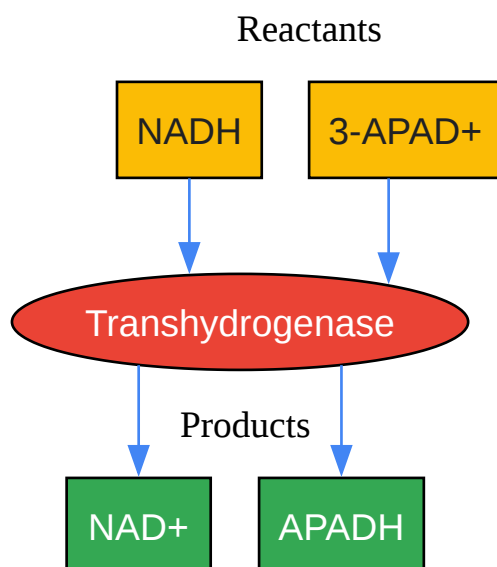 Reactants
NADH
3-APAD+
Transhydrogenase
Products
NAD+
APADH